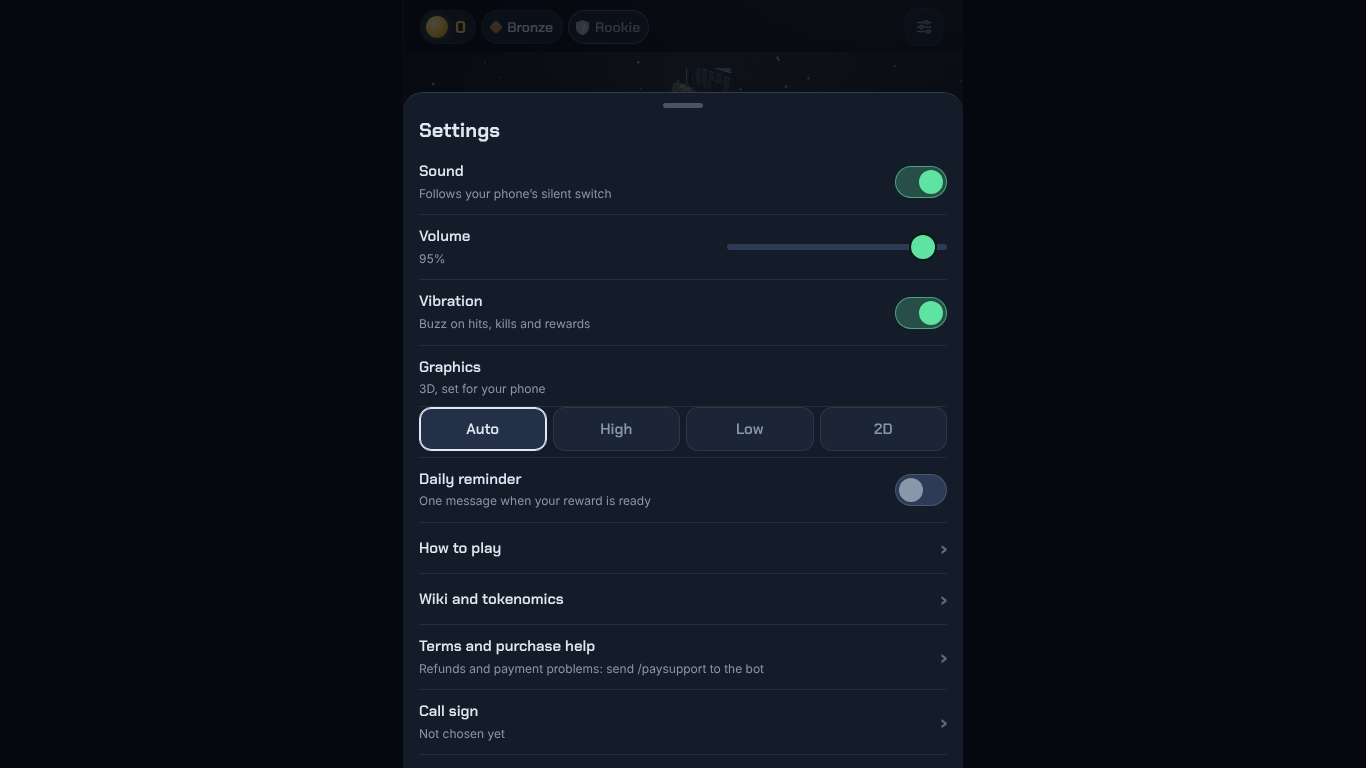 0 Bronze Rookie
Settings
Sound
Follows your phone's silent switch
Volume
95%
Vibration
Buzz on hits, kills and rewards
Graphics
3D, set for your phone
Auto High Low 2D
Daily reminder
One message when your reward is ready
How to play
Wiki and tokenomics
Terms and purchase help
Refunds and payment problems: send /paysupport to the bot
Call sign
Not chosen yet